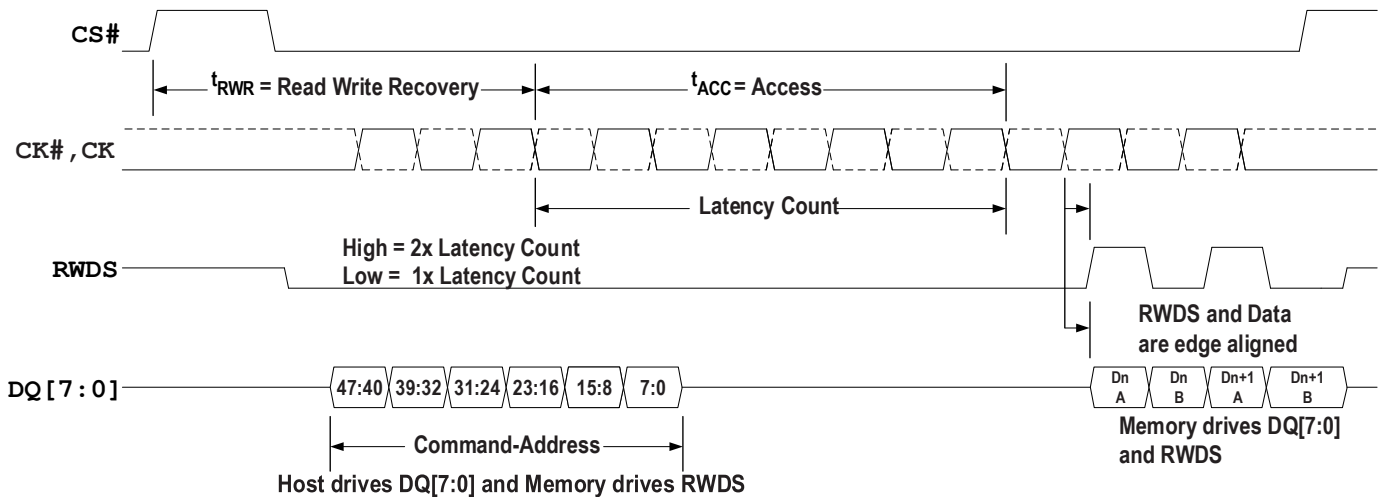 CS#
tRWR = Read Write Recovery
tACC = Access
CK#, CK
Latency Count
High = 2x Latency Count
Low = 1x Latency Count
RWDS
RWDS and Data
are edge aligned
DQ[7:0]
47:40 39:32 31:24 23:16 15:8 7:0
Dn Dn Dn+1 Dn+1
A B A B
Command-Address
Memory drives DQ[7:0]
and RWDS
Host drives DQ[7:0] and Memory drives RWDS